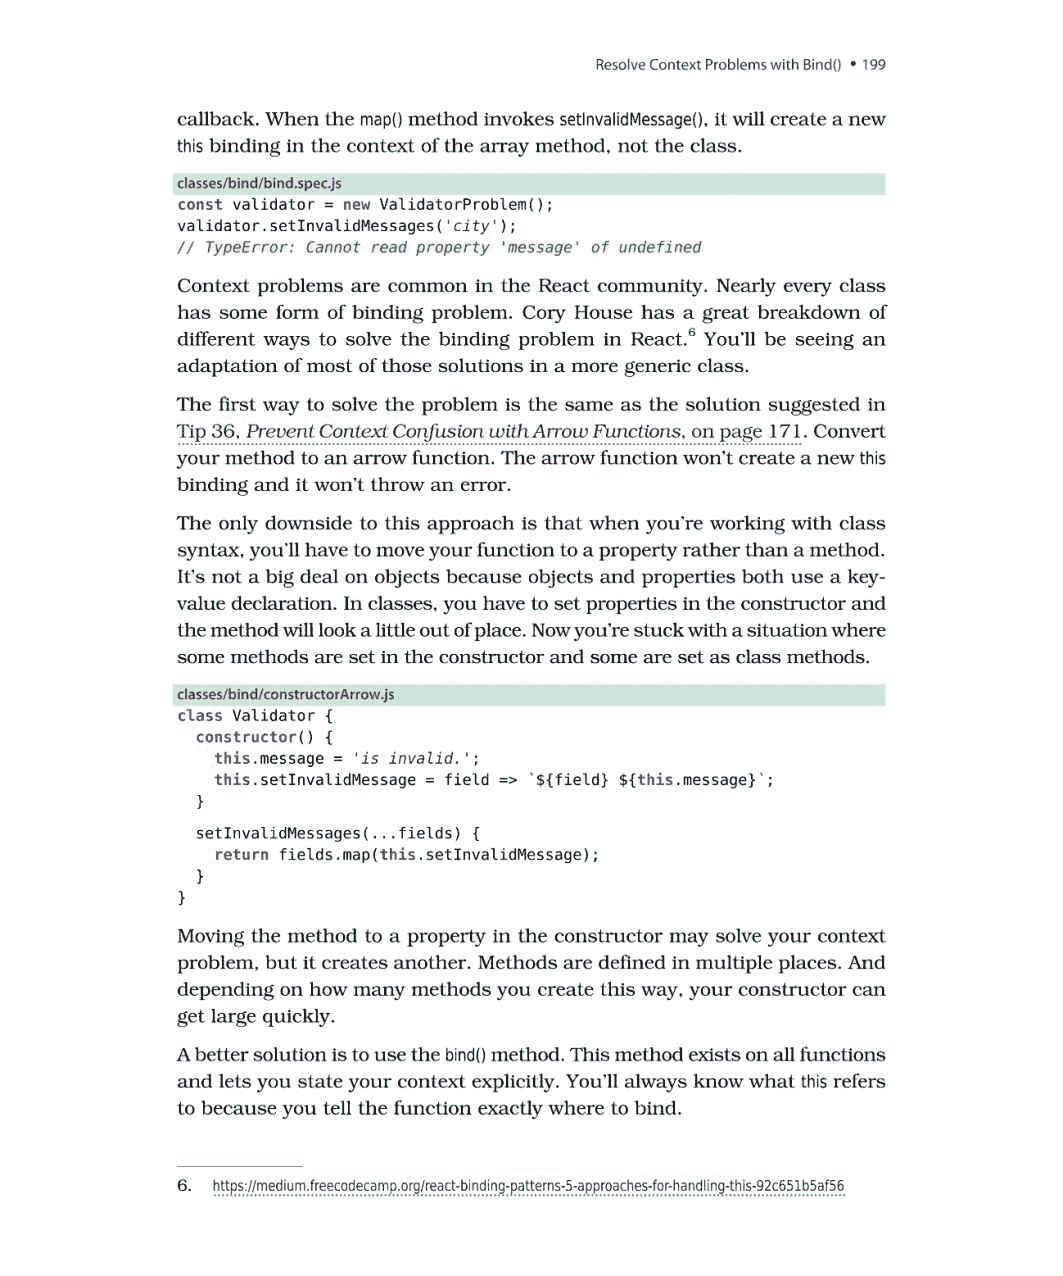 Resolve Context Problems with Bind() • 199
callback. When the map() method invokes setInvalidMessage(), it will create a new
this binding in the context of the array method, not the class.
classes/bind/bind.spec.js
const validator = new ValidatorProblem();
validator.setInvalidMessages('city');
// TypeError: Cannot read property 'message' of undefined
Context problems are common in the React community. Nearly every class
has some form of binding problem. Cory House has a great breakdown of
different ways to solve the binding problem in React.6 You'll be seeing an
adaptation of most of those solutions in a more generic class.
The first way to solve the problem is the same as the solution suggested in
Tip 36, Prevent Context Confusion with Arrow Functions, on page 171. Convert
your method to an arrow function. The arrow function won't create a new this
binding and it won't throw an error.
The only downside to this approach is that when you're working with class
syntax, you'll have to move your function to a property rather than a method.
It's not a big deal on objects because objects and properties both use a key-
value declaration. In classes, you have to set properties in the constructor and
the method will look a little out of place. Now you're stuck with a situation where
some methods are set in the constructor and some are set as class methods.
classes/bind/constructorArrow.js
class Validator {
  constructor() {
    this.message = 'is invalid.';
    this.setInvalidMessage = field => `${field} ${this.message}`;
  }
  setInvalidMessages(...fields) {
    return fields.map(this.setInvalidMessage);
  }
}
Moving the method to a property in the constructor may solve your context
problem, but it creates another. Methods are defined in multiple places. And
depending on how many methods you create this way, your constructor can
get large quickly.
A better solution is to use the bind() method. This method exists on all functions
and lets you state your context explicitly. You'll always know what this refers
to because you tell the function exactly where to bind.
6. https://medium.freecodecamp.org/react-binding-patterns-5-approaches-for-handling-this-92c651b5af56